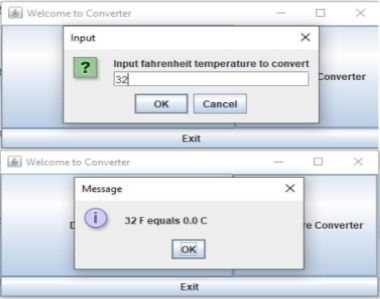 Welcome to Converter
Input
Input fahrenheit temperature to convert
32
Converter
OK Cancel
Exit
Welcome to Converter
Message
32 F equals 0.0 C
D
re Converter
OK
Exit